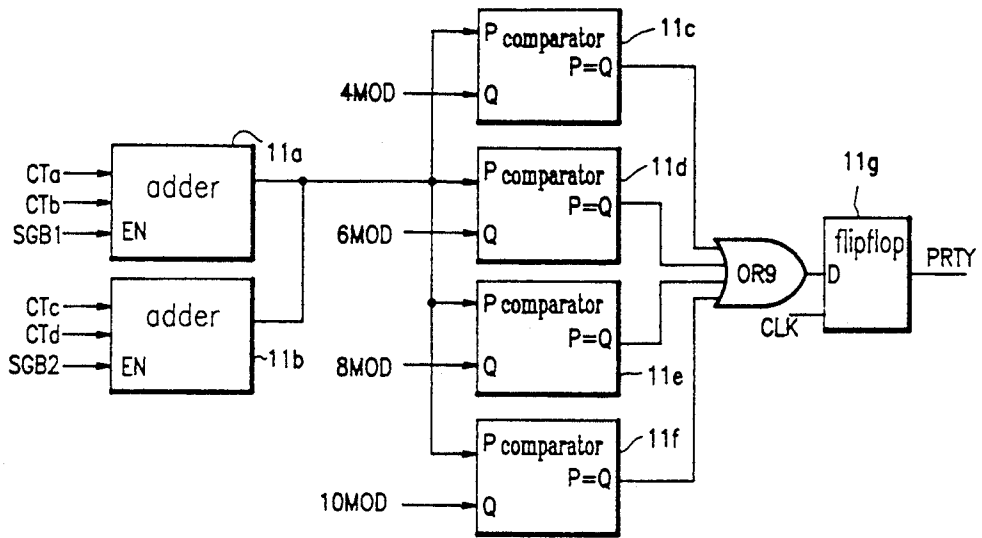 P comparator
11c
P=Q
4MOD
Q
11a
CTa
adder
CTb
SGB1
EN
P comparator
11d
P=Q
6MOD
Q
11g
flipflop
PRTY
D
OR9
CLK
CTc
adder
CTd
SGB2
EN
11b
P comparator
P=Q
8MOD
Q
11e
P comparator
11f
P=Q
10MOD
Q